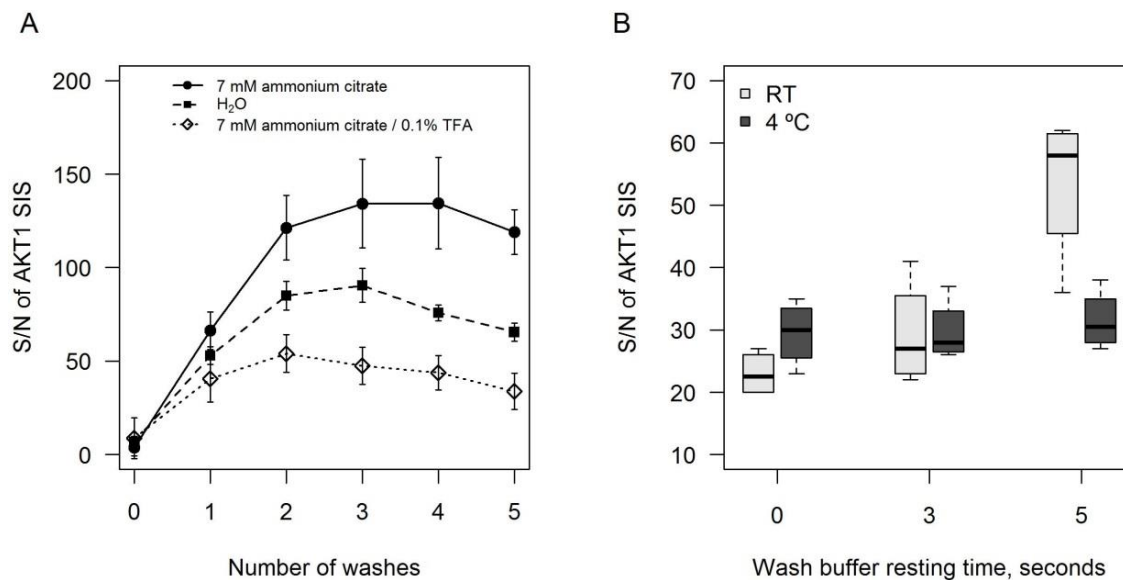 A
S/N of AKT1 SIS
200
150
100
50
0
7 mM ammonium citrate
H₂O
7 mM ammonium citrate / 0.1% TFA
0 1 2 3 4 5
Number of washes
B
S/N of AKT1 SIS
70
60
50
40
30
20
10
RT
4 ºC
0 3 5
Wash buffer resting time, seconds